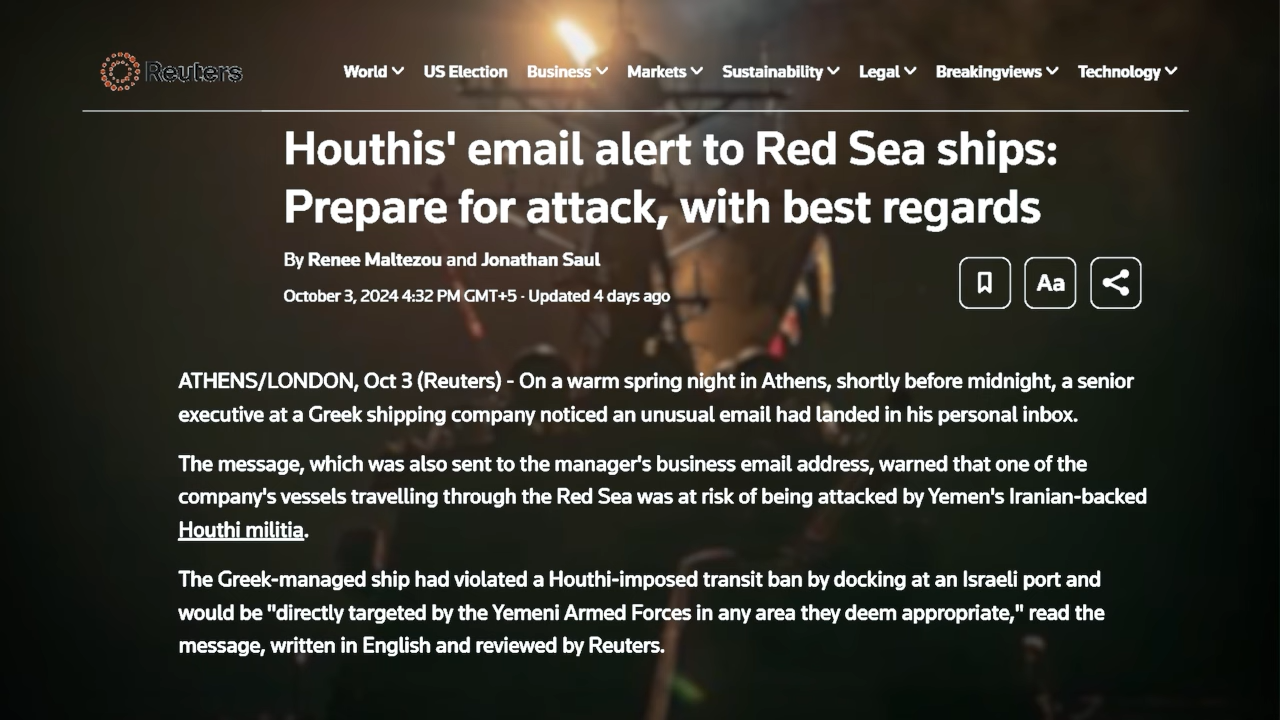 Reuters
World US Election Business Markets Sustainability Legal Breakingviews Technology
Houthis' email alert to Red Sea ships:
Prepare for attack, with best regards
By Renee Maltezou and Jonathan Saul
October 3, 2024 4:32 PM GMT+5 · Updated 4 days ago
Aa
ATHENS/LONDON, Oct 3 (Reuters) - On a warm spring night in Athens, shortly before midnight, a senior
executive at a Greek shipping company noticed an unusual email had landed in his personal inbox.
The message, which was also sent to the manager's business email address, warned that one of the
company's vessels travelling through the Red Sea was at risk of being attacked by Yemen's Iranian-backed
Houthi militia.
The Greek-managed ship had violated a Houthi-imposed transit ban by docking at an Israeli port and
would be "directly targeted by the Yemeni Armed Forces in any area they deem appropriate," read the
message, written in English and reviewed by Reuters.